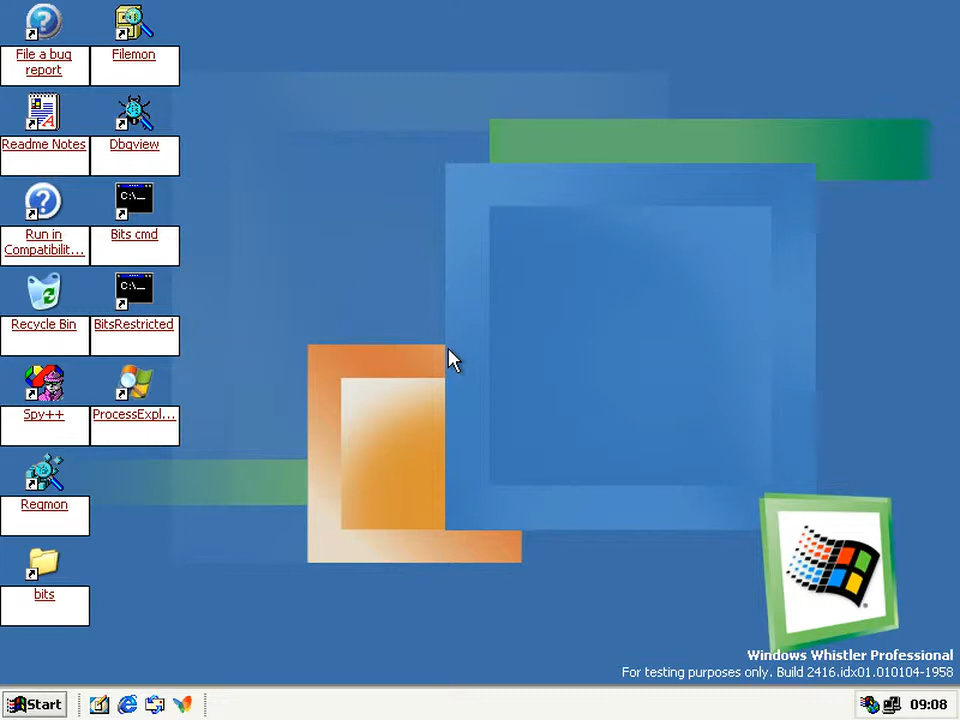 File a bug
report
Filemon
Readme Notes
Dbgview
C:\_
Run in
Compatibilit...
Bits cmd
C:\_
Recycle Bin
BitsRestricted
Spy++
ProcessExpl...
Regmon
bits
Windows Whistler Professional
For testing purposes only. Build 2416.idx01.010104-1958
Start
09:08